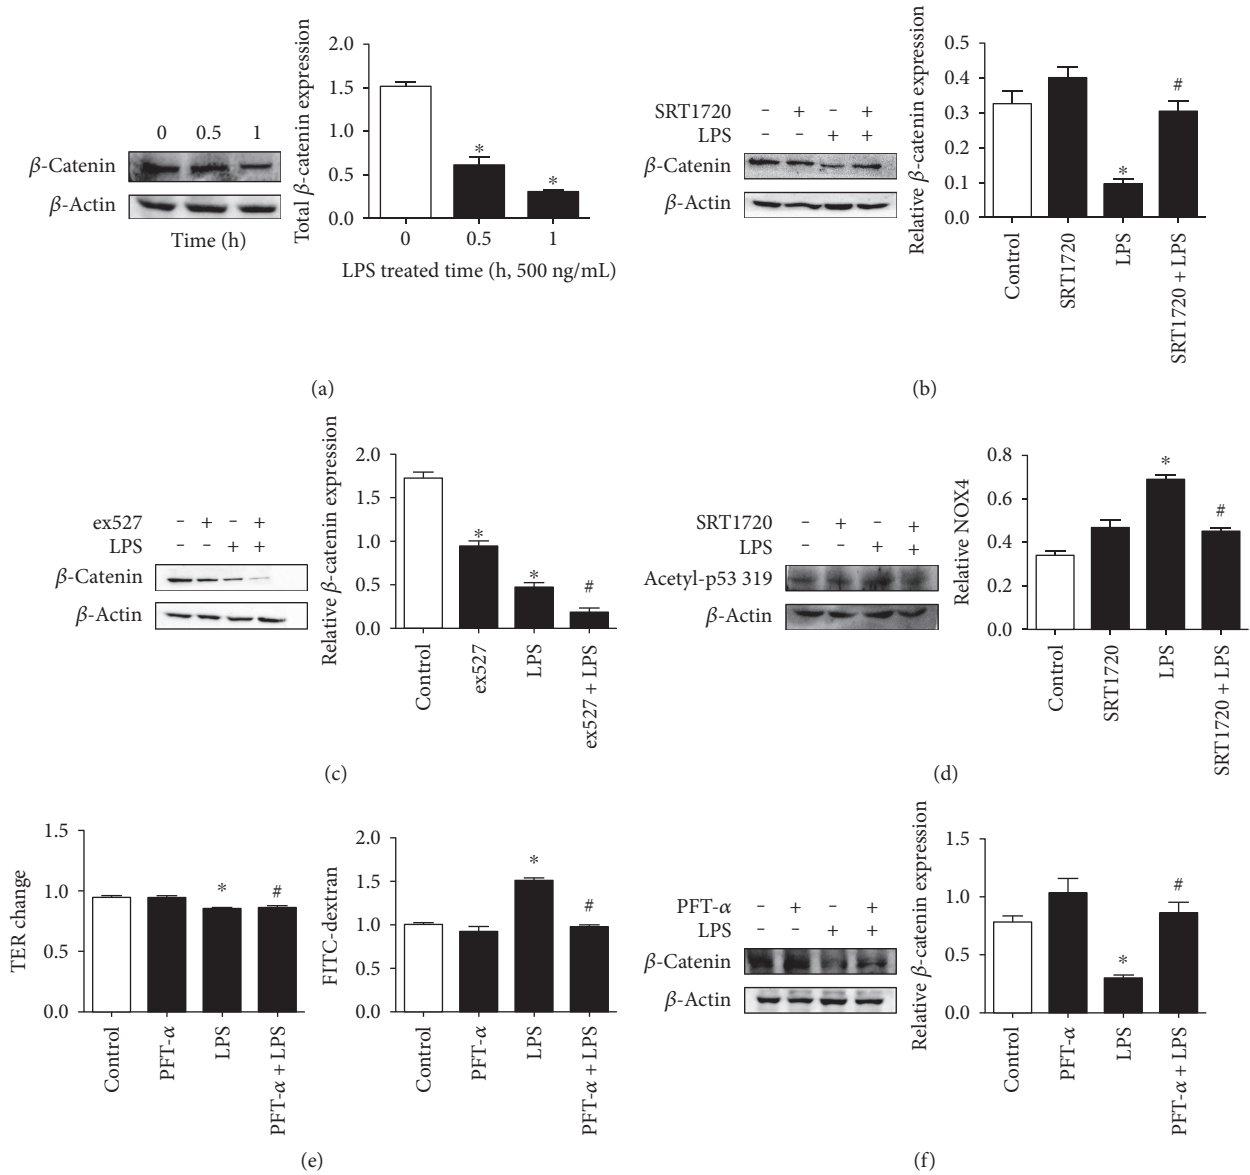 0 0.5 1
β-Catenin
β-Actin
Time (h)
Total β-catenin expression
2.0
1.5
1.0
0.5
0.0
*
*
0 0.5 1
LPS treated time (h, 500 ng/mL)
(a)
SRT1720 – + – +
LPS – – + +
β-Catenin
β-Actin
Relative β-catenin expression
0.5
0.4
0.3
0.2
0.1
0.0
*
#
Control
SRT1720
LPS
SRT1720 + LPS
(b)
ex527 – + – +
LPS – – + +
β-Catenin
β-Actin
Relative β-catenin expression
2.0
1.5
1.0
0.5
0.0
*
*
#
Control
ex527
LPS
ex527 + LPS
(c)
SRT1720 – + – +
LPS – – + +
Acetyl-p53 319
β-Actin
Relative NOX4
0.8
0.6
0.4
0.2
0.0
*
#
Control
SRT1720
LPS
SRT1720 + LPS
(d)
TER change
1.5
1.0
0.5
0.0
*
#
Control
PFT-α
LPS
PFT-α + LPS
FITC-dextran
2.0
1.5
1.0
0.5
0.0
*
#
Control
PFT-α
LPS
PFT-α + LPS
(e)
PFT-α – + – +
LPS – – + +
β-Catenin
β-Actin
Relative β-catenin expression
1.5
1.0
0.5
0.0
*
#
Control
PFT-α
LPS
PFT-α + LPS
(f)